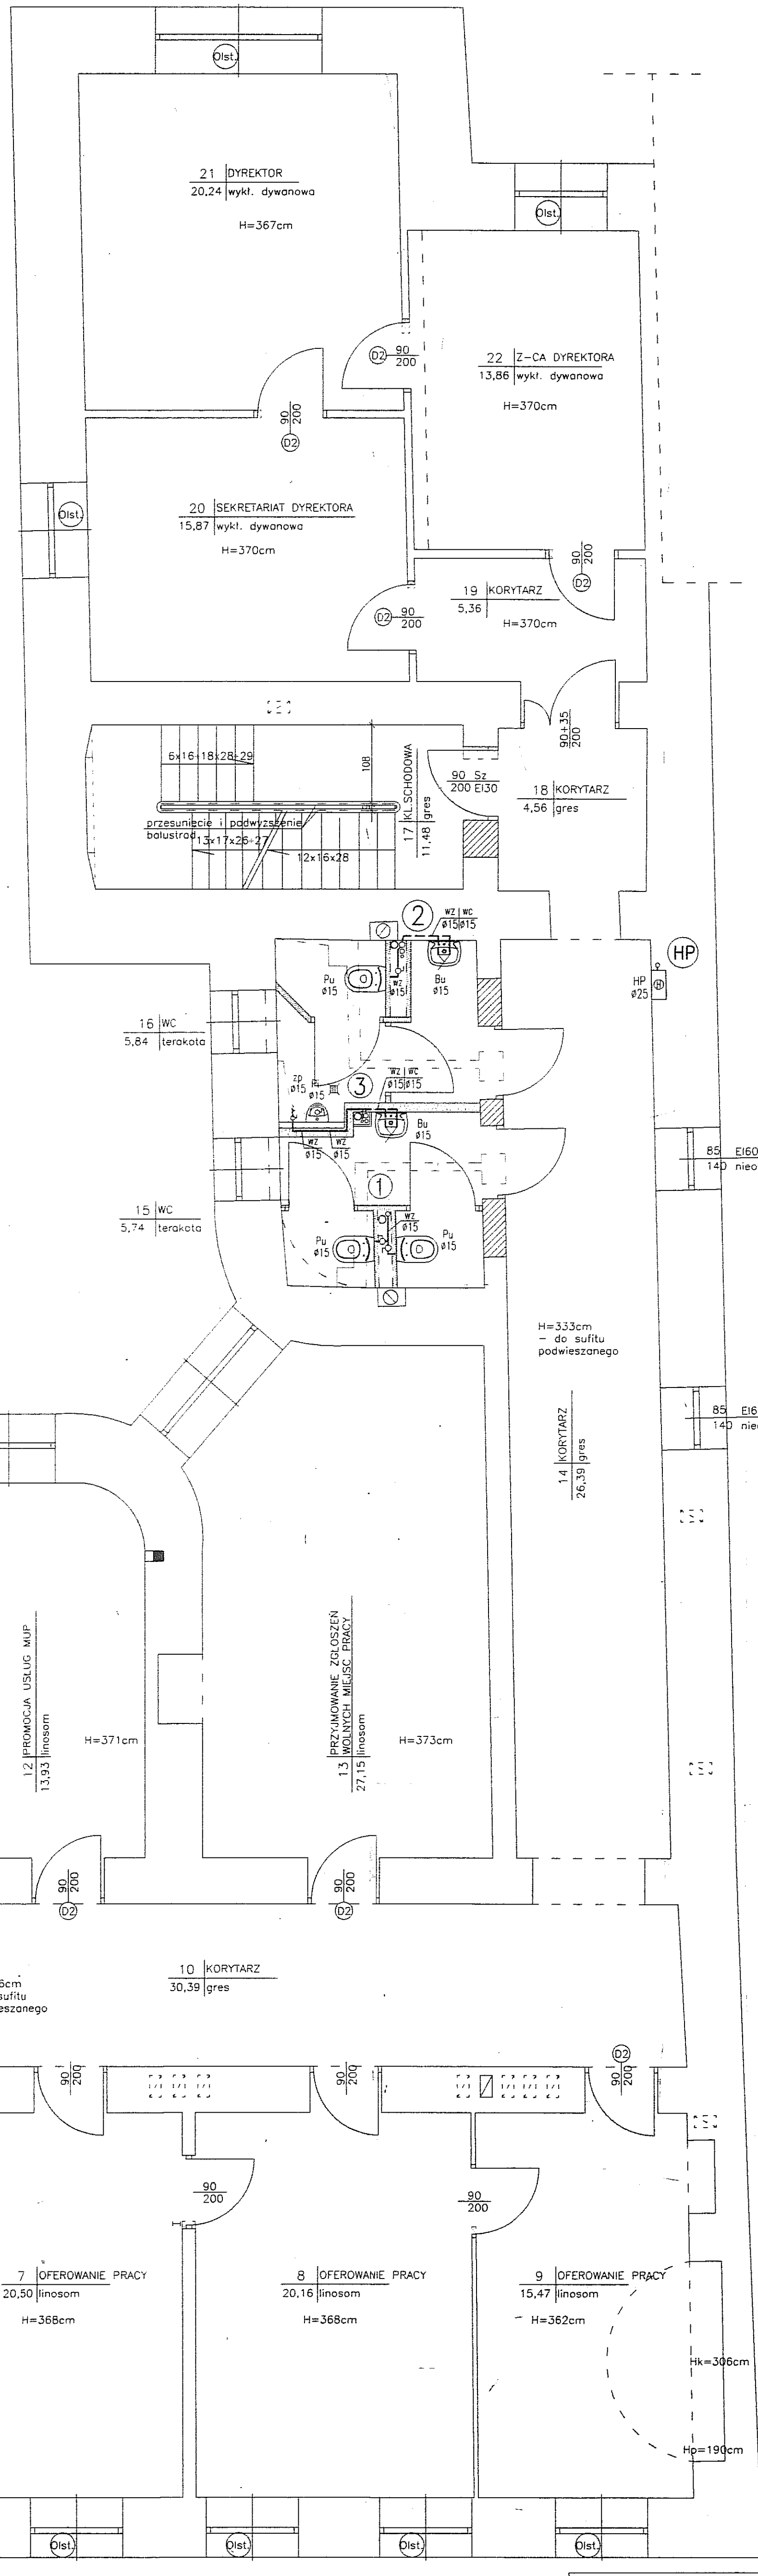 Olst.
21 DYREKTOR
20,24 wykł. dywanowa
H=367cm
Olst.
D2 90
200
22 Z-CA DYREKTORA
13,86 wykł. dywanowa
H=370cm
90
200
D2
Olst.
20 SEKRETARIAT DYREKTORA
15,87 wykł. dywanowa
H=370cm
90
200
D2
19 KORYTARZ
5,36
H=370cm
D2 90
200
90+35
200
6x16+18x28÷29
108
17 KL.SCHODOWA
11,48 gres
90 Sz
200 EI30
18 KORYTARZ
4,56 gres
przesunięcie i podwyższenie
balustrad
13x17x26÷27
12x16x28
2
WZ WC
ø15 ø15
HP
Pu
ø15
WZ
ø15
Bu
ø15
HP
ø25
H
16 WC
5,84 terakota
zp
ø15
ø15
3
WZ WC
ø15 ø15
WZ
ø15
WZ
ø15
Bu
ø15
85 EI60
140
1
15 WC
5,74 terakota
WZ
ø15
Pu
ø15
Pu
ø15
H=333cm
- do sufitu
podwieszanego
85
140
14 KORYTARZ
26,39 gres
12 PROMOCJA USŁUG MUP
13,93 linosom
H=371cm
13 PRZYJMOWANIE ZGŁOSZEŃ
WOLNYCH MIEJSC PRACY
27,15 linosom
H=373cm
90
200
D2
90
200
D2
10 KORYTARZ
30,39 gres
6cm
sufitu
eszanego
90
200
90
200
D2
90
200
90
200
90
200
7 OFEROWANIE PRACY
20,50 linosom
H=368cm
8 OFEROWANIE PRACY
20,16 linosom
H=368cm
9 OFEROWANIE PRACY
15,47 linosom
H=362cm
Hk=306cm
Hp=190cm
Olst.
Olst.
Olst.
Olst.